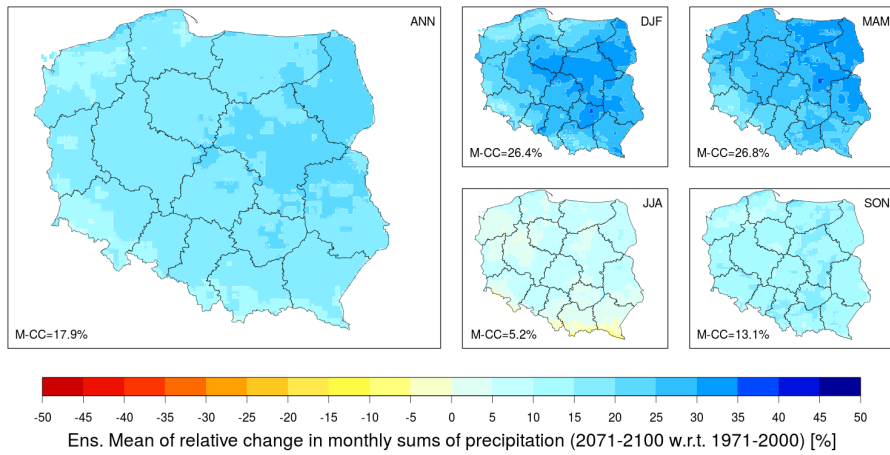 ANN
M-CC=17.9%
DJF
M-CC=26.4%
MAM
M-CC=26.8%
JJA
M-CC=5.2%
SON
M-CC=13.1%
-50 -45 -40 -35 -30 -25 -20 -15 -10 -5 0 5 10 15 20 25 30 35 40 45 50
Ens. Mean of relative change in monthly sums of precipitation (2071-2100 w.r.t. 1971-2000) [%]